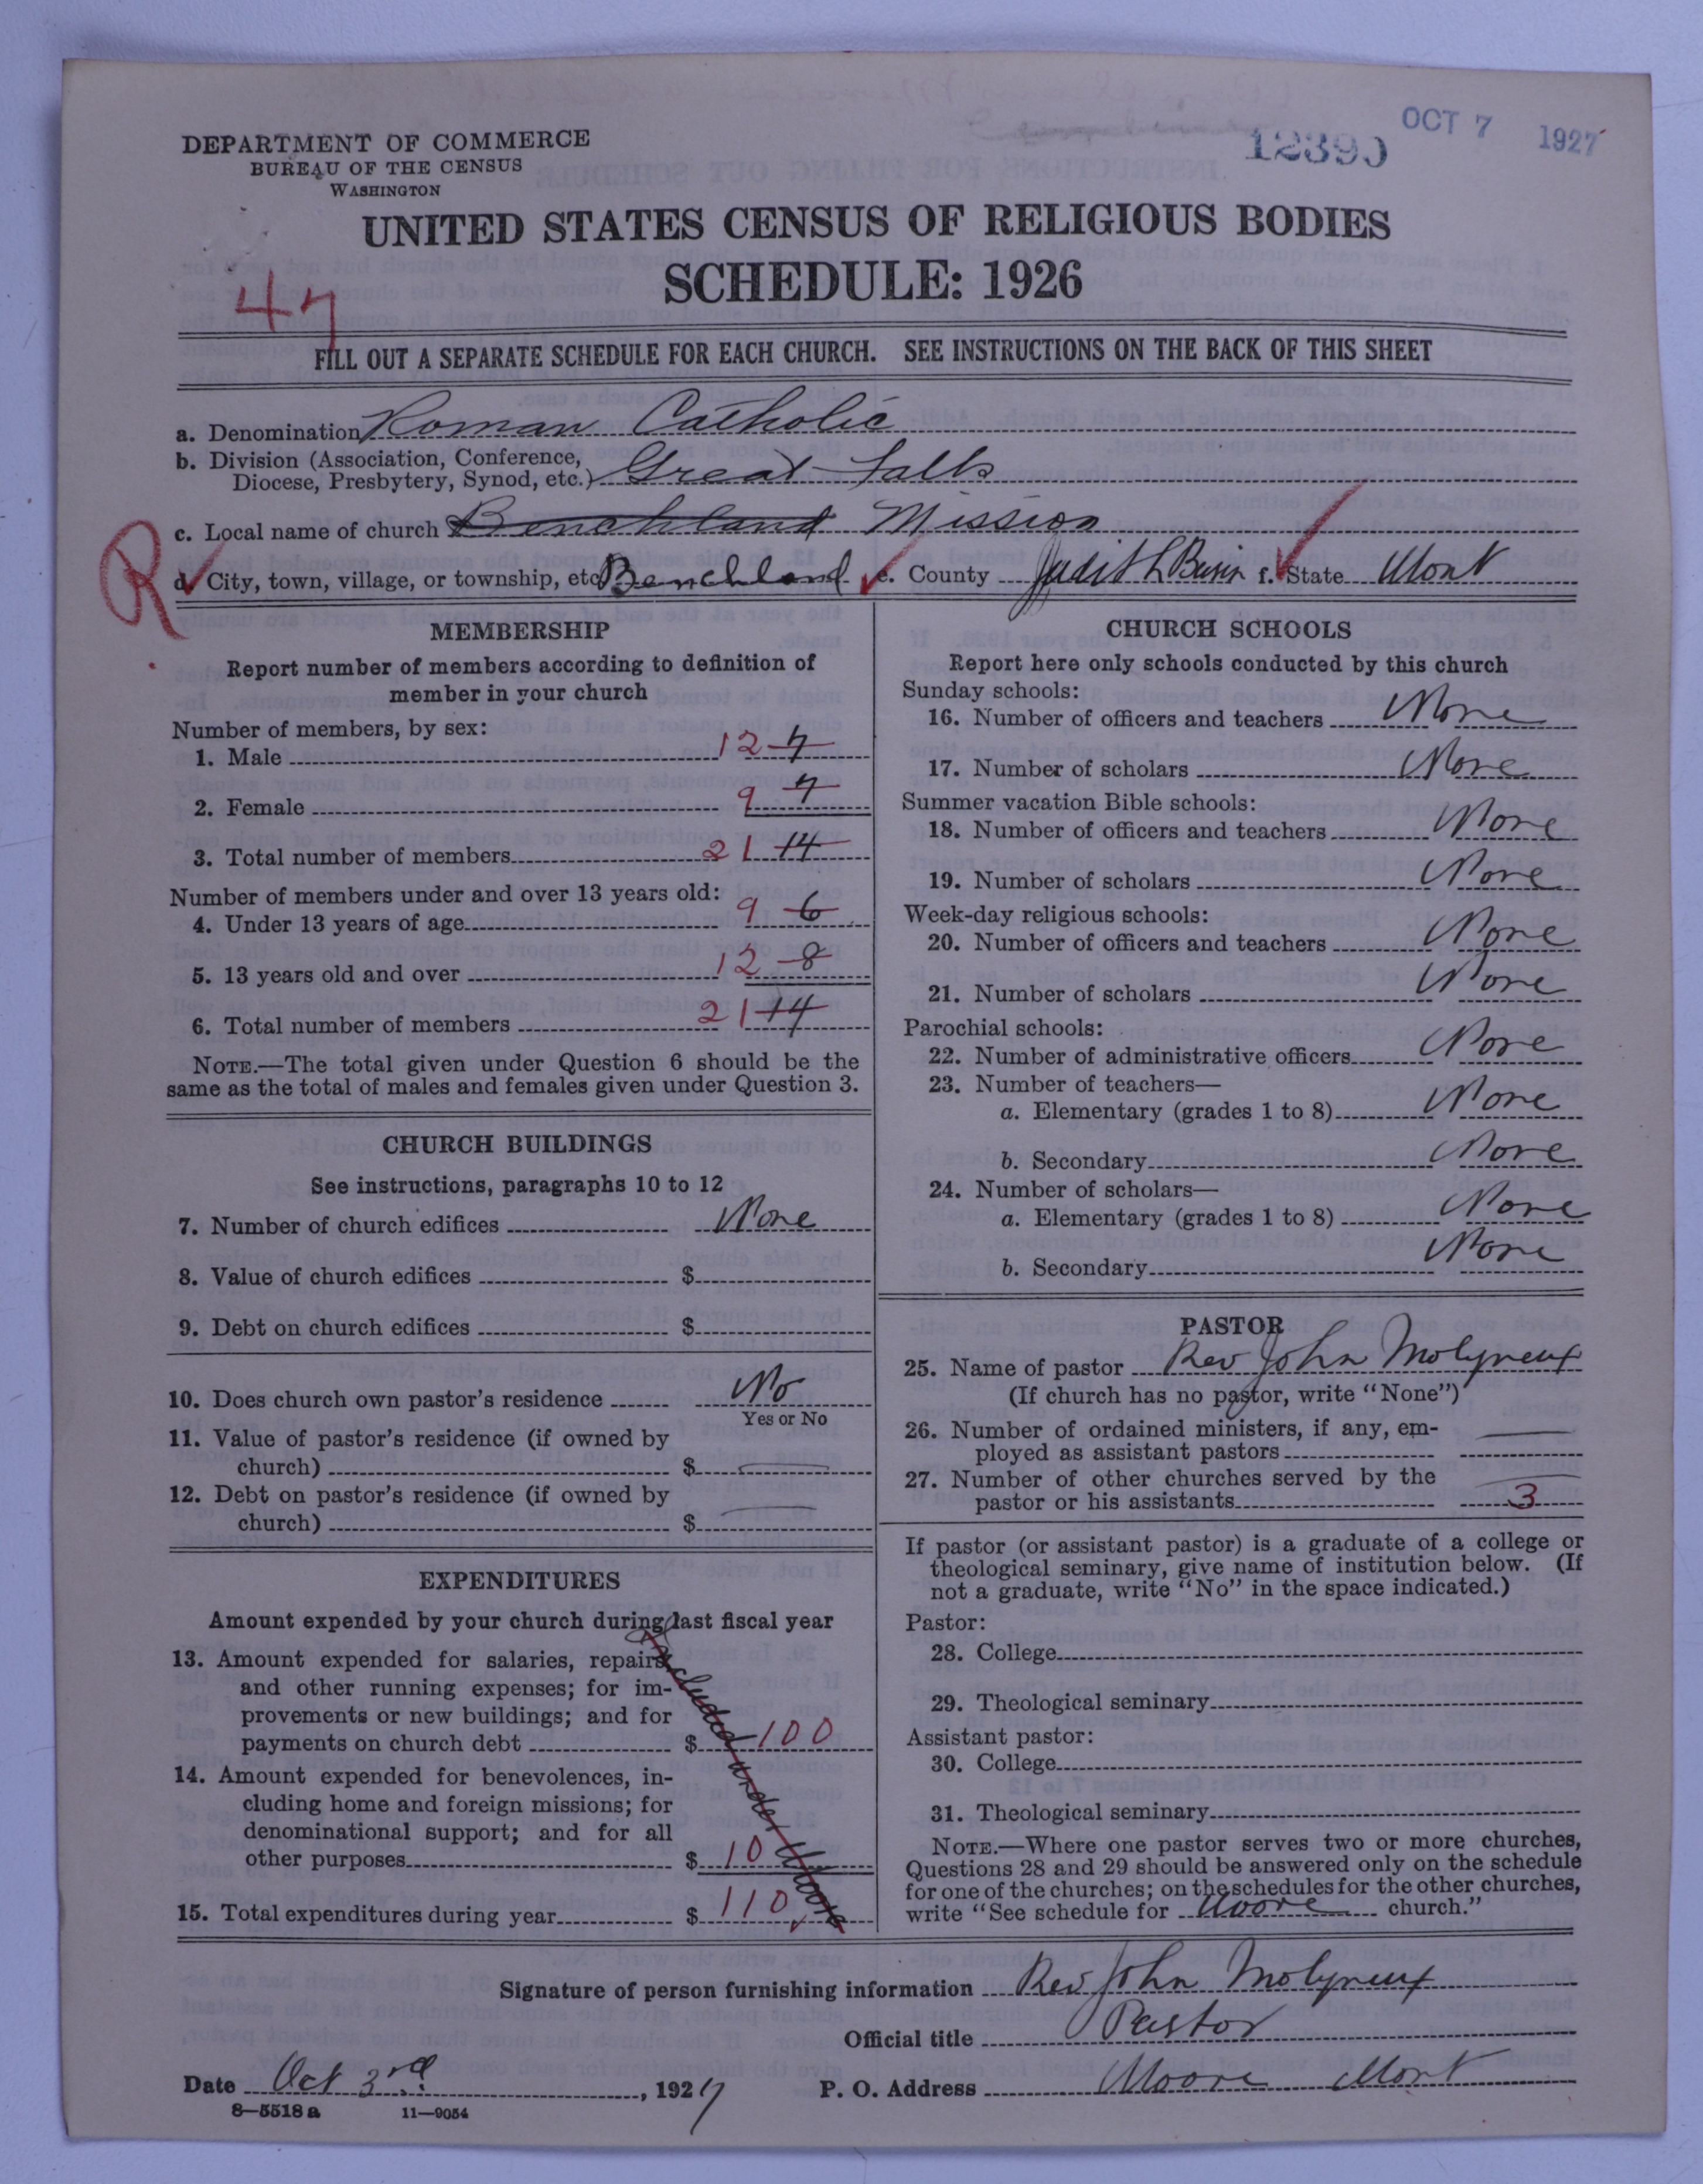 OCT 7 1927
12390
DEPARTMENT OF COMMERCE
BUREAU OF THE CENSUS
WASHINGTON
UNITED STATES CENSUS OF RELIGIOUS BODIES
SCHEDULE: 1926
47
FILL OUT A SEPARATE SCHEDULE FOR EACH CHURCH. SEE INSTRUCTIONS ON THE BACK OF THIS SHEET
a. Denomination Roman Catholic
b. Division (Association, Conference,
Diocese, Presbytery, Synod, etc.) Great Falls
c. Local name of church Benchland Mission
R
d. City, town, village, or township, etc. Benchland e. County Judith Basin f. State Mont
MEMBERSHIP
Report number of members according to definition of
member in your church
Number of members, by sex:
1. Male 12 7
2. Female 9 7
3. Total number of members 21 14
Number of members under and over 13 years old:
4. Under 13 years of age 9 6
5. 13 years old and over 12 8
6. Total number of members 21 14
NOTE.—The total given under Question 6 should be the
same as the total of males and females given under Question 3.
CHURCH BUILDINGS
See instructions, paragraphs 10 to 12
7. Number of church edifices None
8. Value of church edifices $
9. Debt on church edifices $
10. Does church own pastor's residence No
Yes or No
11. Value of pastor's residence (if owned by
church) $
12. Debt on pastor's residence (if owned by
church) $
EXPENDITURES
Amount expended by your church during last fiscal year
13. Amount expended for salaries, repairs
and other running expenses; for im-
provements or new buildings; and for
payments on church debt $ 100
14. Amount expended for benevolences, in-
cluding home and foreign missions; for
denominational support; and for all
other purposes $ 10
15. Total expenditures during year $ 110
Included under Moore
CHURCH SCHOOLS
Report here only schools conducted by this church
Sunday schools:
16. Number of officers and teachers None
17. Number of scholars None
Summer vacation Bible schools:
18. Number of officers and teachers None
19. Number of scholars None
Week-day religious schools:
20. Number of officers and teachers None
21. Number of scholars None
Parochial schools:
22. Number of administrative officers None
23. Number of teachers—
a. Elementary (grades 1 to 8) None
b. Secondary None
24. Number of scholars—
a. Elementary (grades 1 to 8) None
b. Secondary None
PASTOR
25. Name of pastor Rev John Molyneux
(If church has no pastor, write "None")
26. Number of ordained ministers, if any, em-
ployed as assistant pastors
27. Number of other churches served by the
pastor or his assistants 3
If pastor (or assistant pastor) is a graduate of a college or
theological seminary, give name of institution below. (If
not a graduate, write "No" in the space indicated.)
Pastor:
28. College
29. Theological seminary
Assistant pastor:
30. College
31. Theological seminary
NOTE.—Where one pastor serves two or more churches,
Questions 28 and 29 should be answered only on the schedule
for one of the churches; on the schedules for the other churches,
write "See schedule for Moore church."
Signature of person furnishing information Rev John Molyneux
Official title Pastor
Date Oct 3rd, 1927 P. O. Address Moore Mont
8—5518 a 11—9054